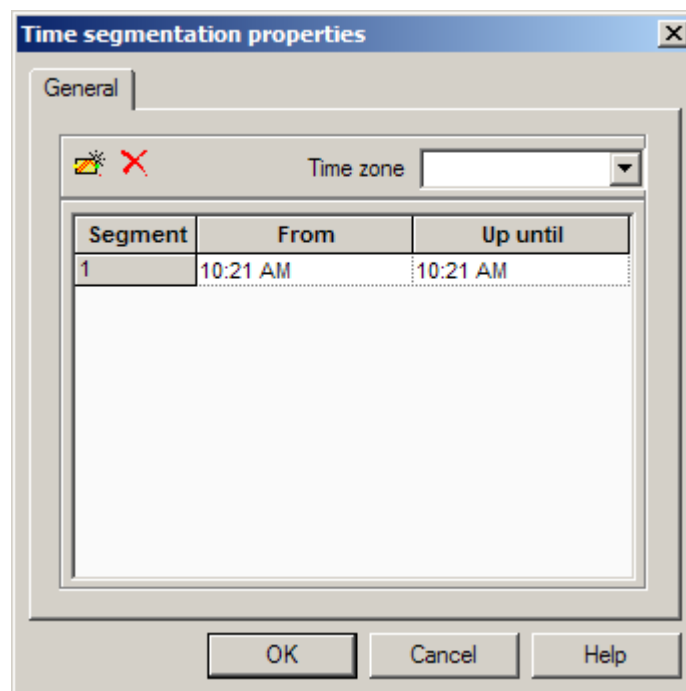 Time segmentation properties
General
Time zone
Segment From Up until
1 10:21 AM 10:21 AM
OK Cancel Help